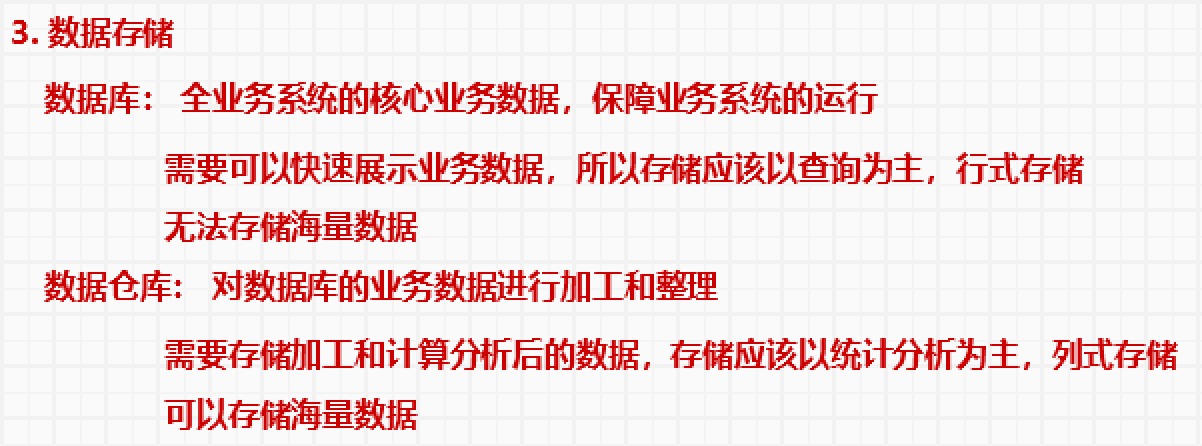 3. 数据存储
数据库： 全业务系统的核心业务数据，保障业务系统的运行
需要可以快速展示业务数据，所以存储应该以查询为主，行式存储
无法存储海量数据
数据仓库： 对数据库的业务数据进行加工和整理
需要存储加工和计算分析后的数据，存储应该以统计分析为主，列式存储
可以存储海量数据